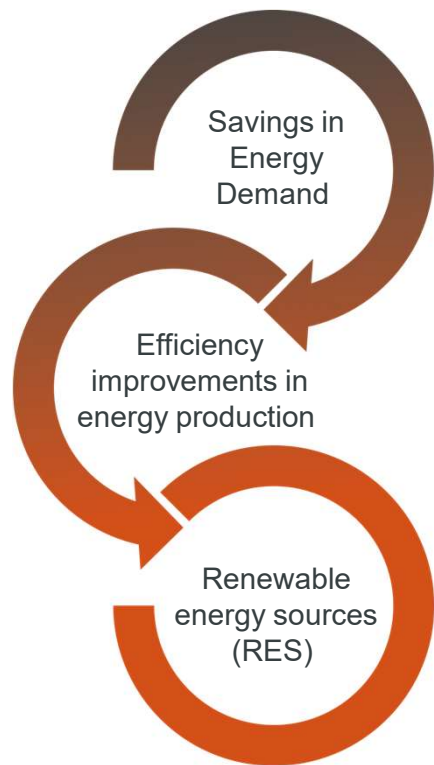 Savings in
Energy
Demand
Efficiency
improvements in
energy production
Renewable
energy sources
(RES)